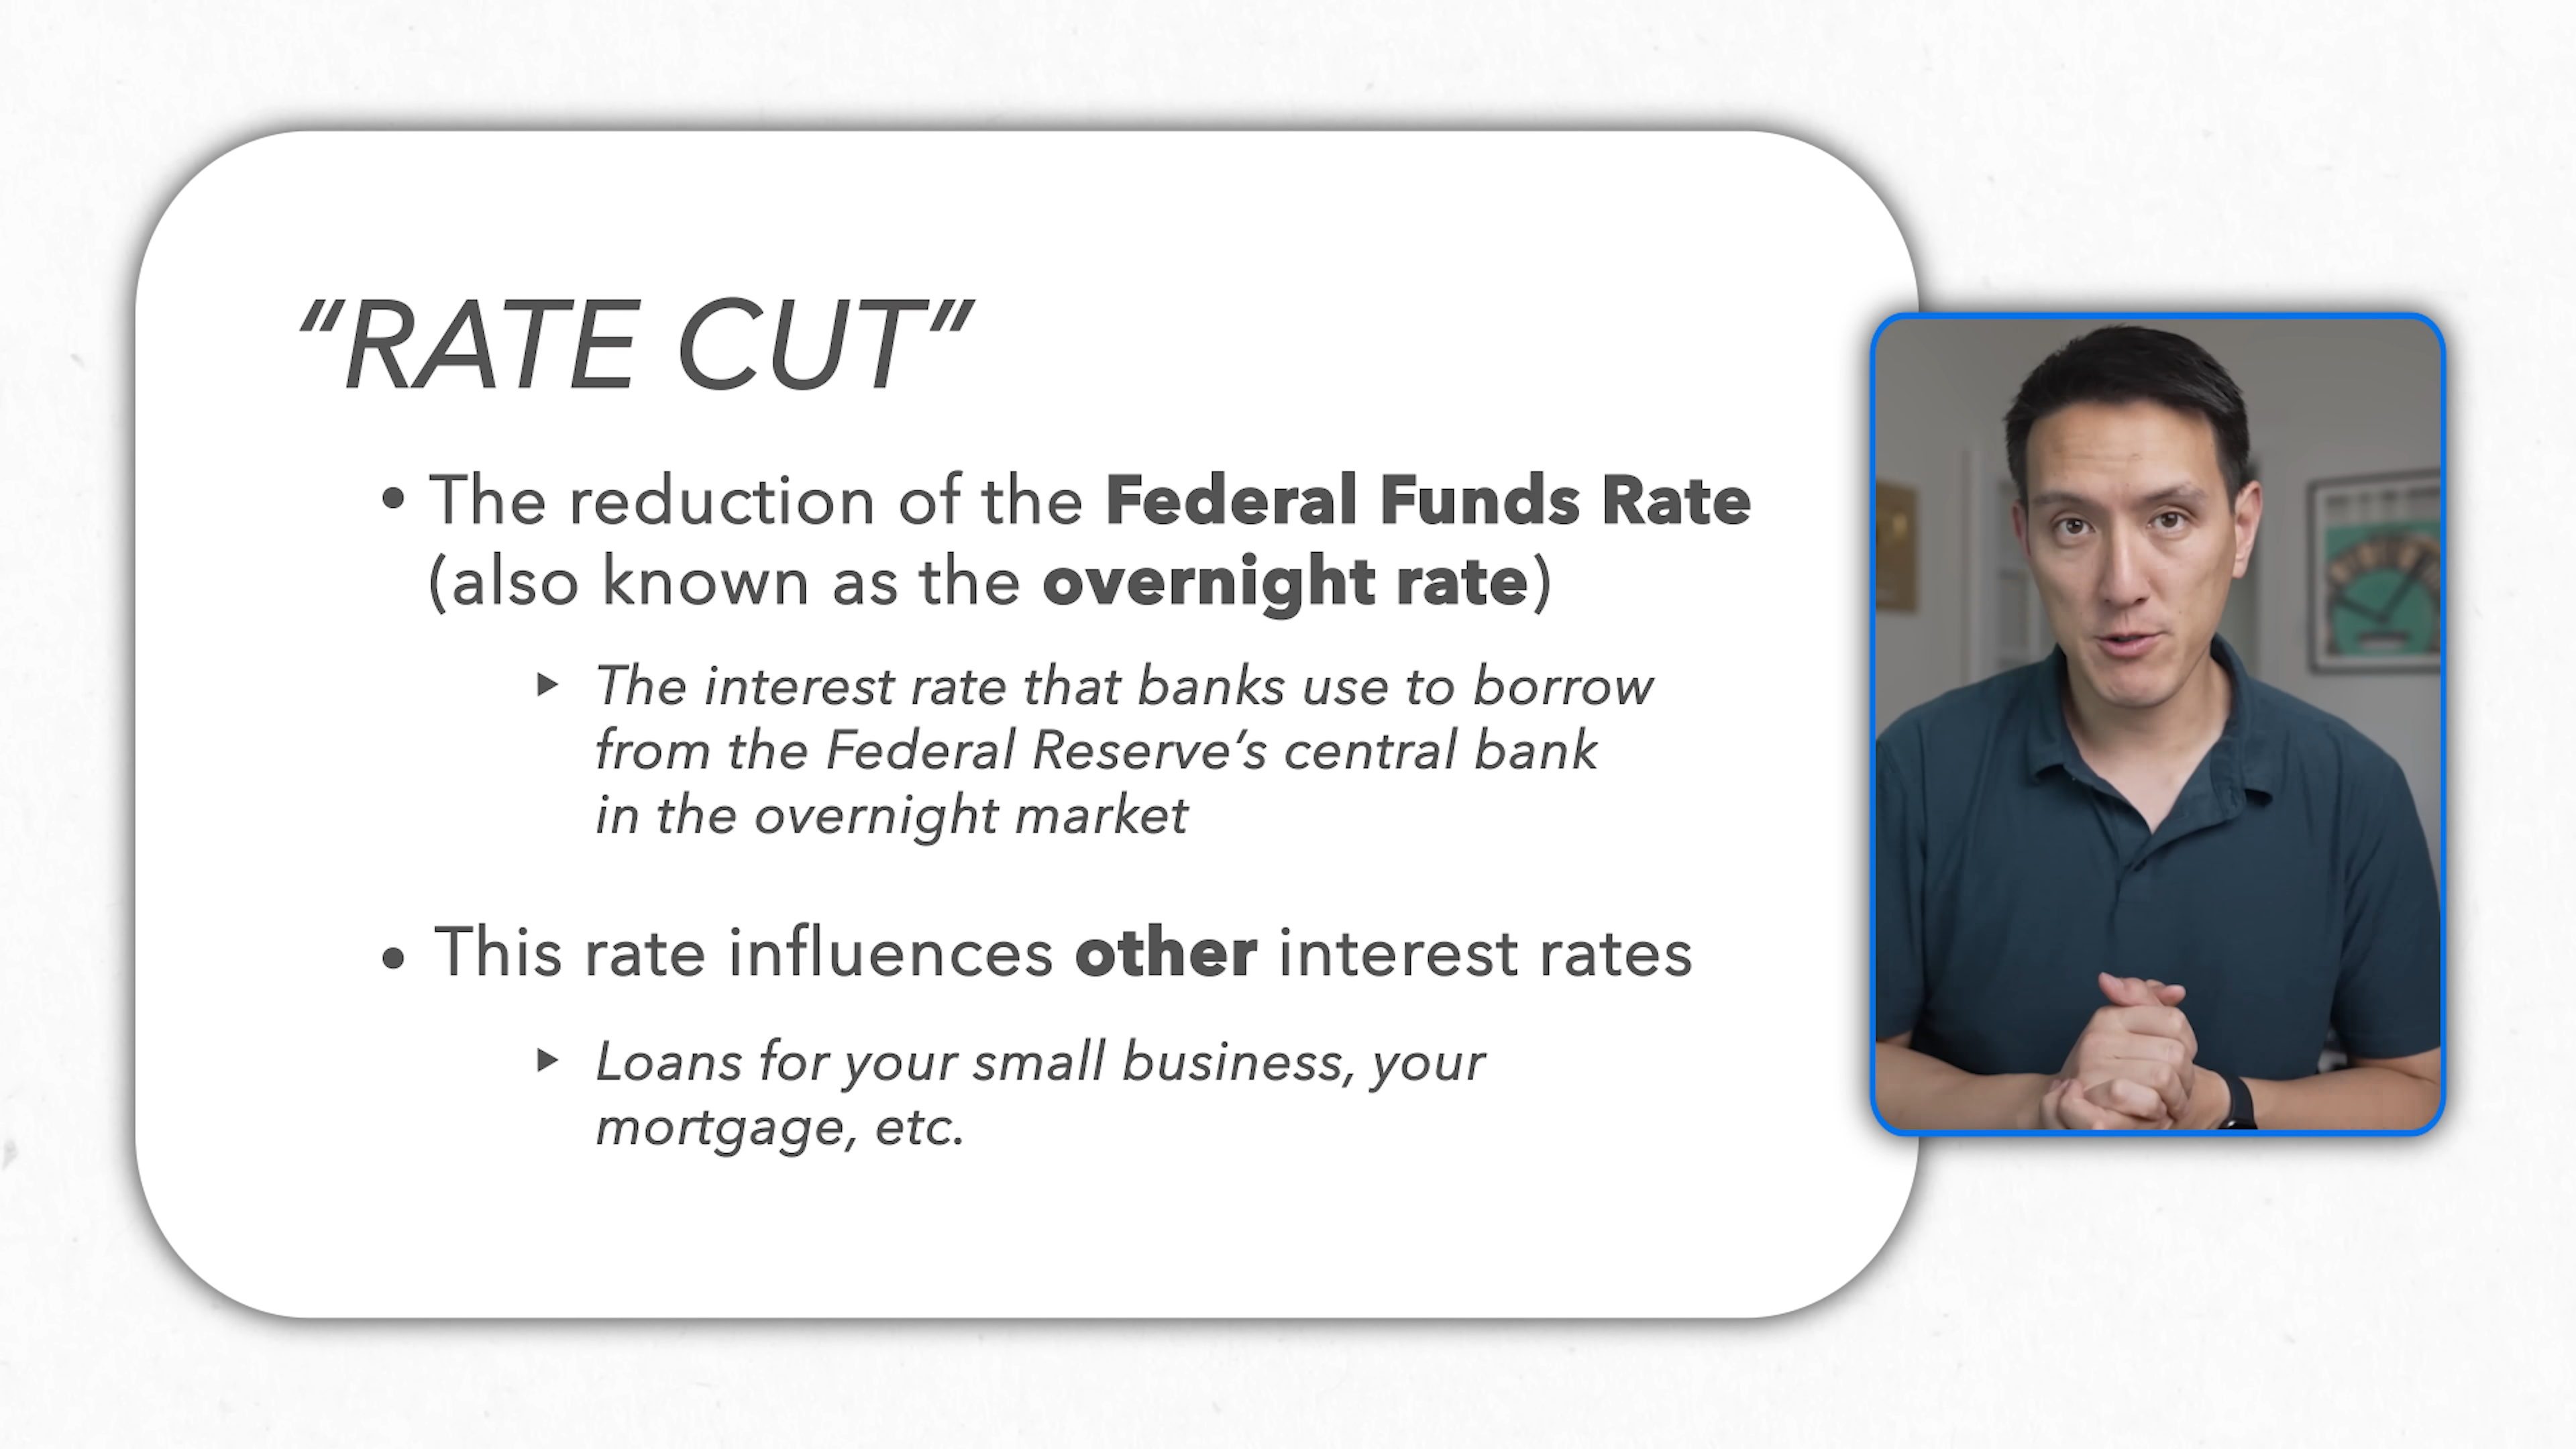 “RATE CUT”
• The reduction of the Federal Funds Rate
(also known as the overnight rate)
▸ The interest rate that banks use to borrow
from the Federal Reserve’s central bank
in the overnight market
• This rate influences other interest rates
▸ Loans for your small business, your
mortgage, etc.